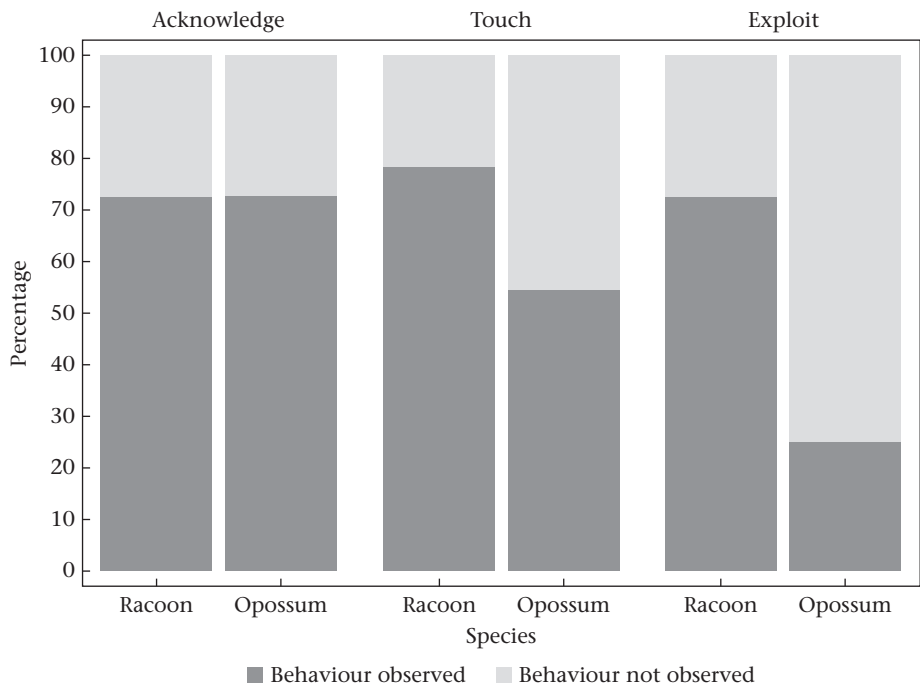 Acknowledge Touch Exploit
100
90
80
70
60
50
40
30
20
10
0
Percentage
Racoon Opossum Racoon Opossum Racoon Opossum
Species
Behaviour observed Behaviour not observed